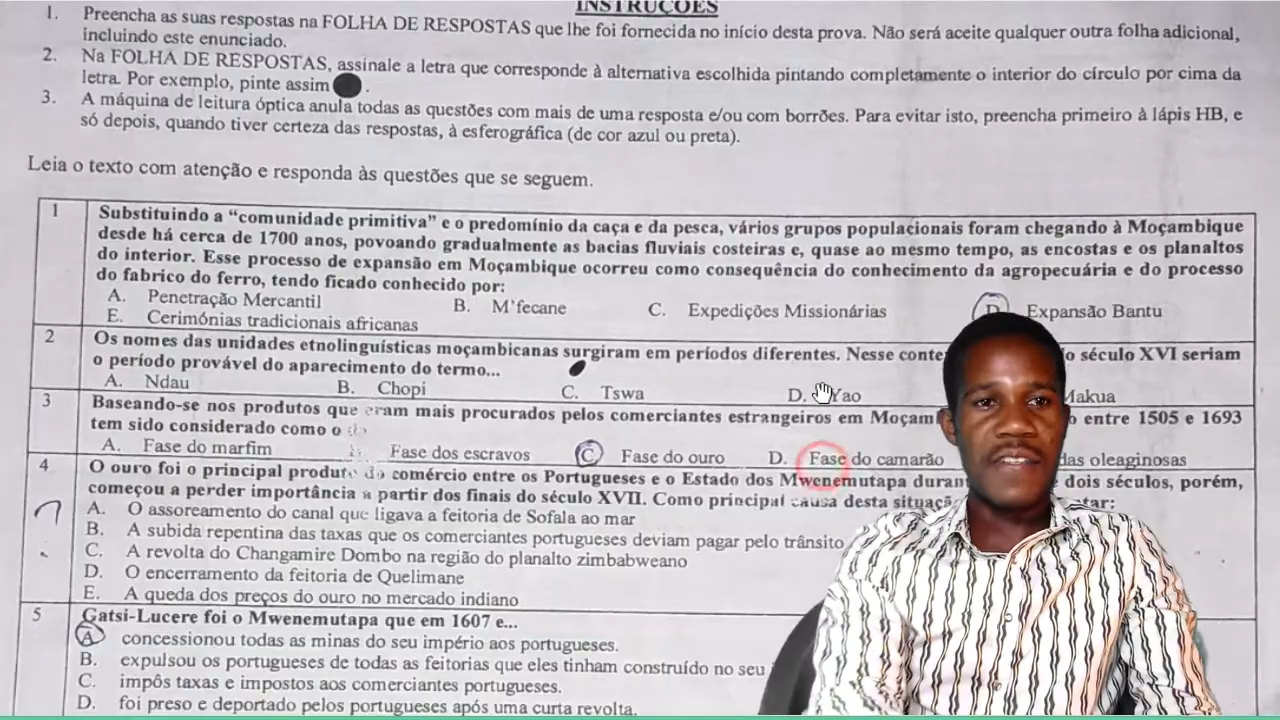 INSTRUÇÕES
1. Preencha as suas respostas na FOLHA DE RESPOSTAS que lhe foi fornecida no início desta prova. Não será aceite qualquer outra folha adicional,
incluindo este enunciado.
2. Na FOLHA DE RESPOSTAS, assinale a letra que corresponde à alternativa escolhida pintando completamente o interior do círculo por cima da
letra. Por exemplo, pinte assim .
3. A máquina de leitura óptica anula todas as questões com mais de uma resposta e/ou com borrões. Para evitar isto, preencha primeiro à lápis HB, e
só depois, quando tiver certeza das respostas, à esferográfica (de cor azul ou preta).
Leia o texto com atenção e responda às questões que se seguem.
1 Substituindo a “comunidade primitiva” e o predomínio da caça e da pesca, vários grupos populacionais foram chegando à Moçambique
desde há cerca de 1700 anos, povoando gradualmente as bacias fluviais costeiras e, quase ao mesmo tempo, as encostas e os planaltos
do interior. Esse processo de expansão em Moçambique ocorreu como consequência do conhecimento da agropecuária e do processo
do fabrico do ferro, tendo ficado conhecido por:
A. Penetração Mercantil B. M’fecane C. Expedições Missionárias D Expansão Bantu
E. Cerimónias tradicionais africanas
2 Os nomes das unidades etnolinguísticas moçambicanas surgiram em períodos diferentes. Nesse o século XVI seriam
o período provável do aparecimento do termo...
A. Ndau B. Chopi C. Tswa D. Yao Makua
3 Baseando-se nos produtos que eram mais procurados pelos comerciantes estrangeiros em o entre 1505 e 1693
tem sido considerado como o
A. Fase do marfim Fase dos escravos C Fase do ouro D. Fase do camarão das oleaginosas
4 O ouro foi o principal produto do comércio entre os Portugueses e o Estado dos Mwenemutapa dois séculos, porém,
começou a perder importância a partir dos finais do século XVII. Como principal causa desta
A. O assoreamento do canal que ligava a feitoria de Sofala ao mar
B. A subida repentina das taxas que os comerciantes portugueses deviam pagar pelo trânsito
C. A revolta do Changamire Dombo na região do planalto zimbabweano
D. O encerramento da feitoria de Quelimane
E. A queda dos preços do ouro no mercado indiano
5 Gatsi-Lucere foi o Mwenemutapa que em 1607 e...
A concessionou todas as minas do seu império aos portugueses.
B. expulsou os portugueses de todas as feitorias que eles tinham construído no seu
C. impôs taxas e impostos aos comerciantes portugueses.
D. foi preso e deportado pelos portugueses após uma curta revolta.